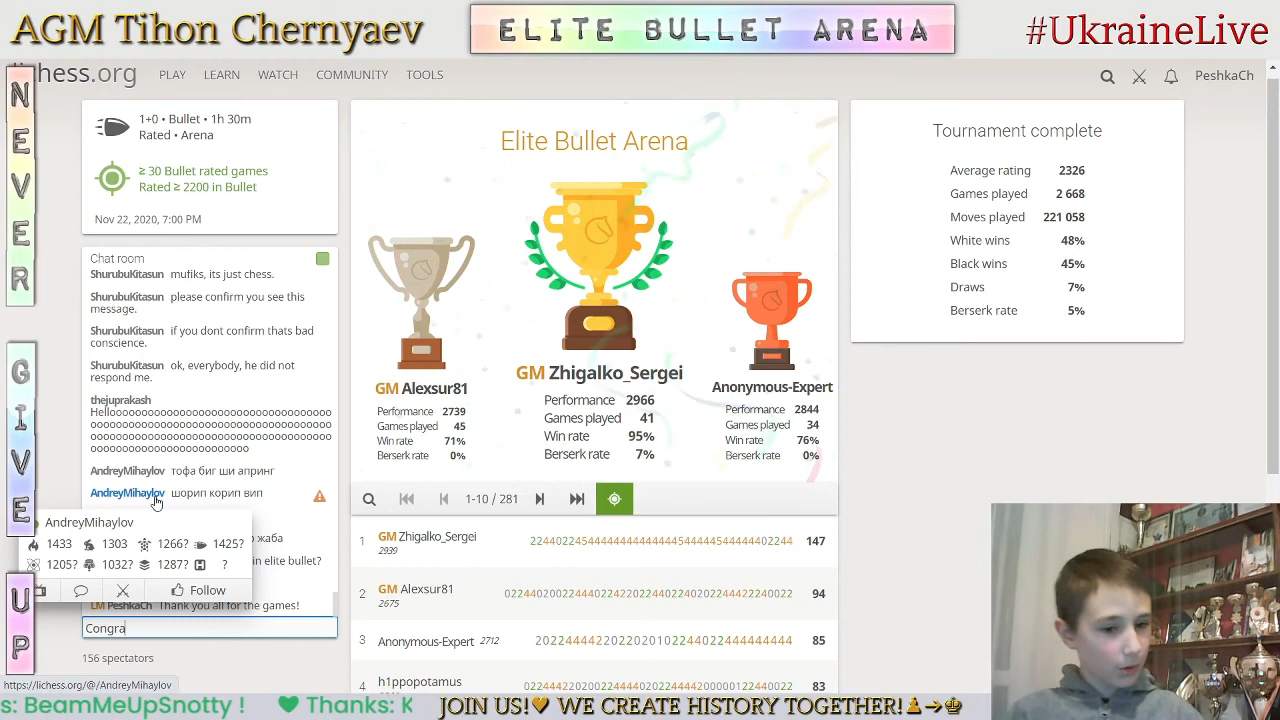 AGM Tihon Chernyaev
ELITE BULLET ARENA
#UkraineLive
lichess.org
PLAY LEARN WATCH COMMUNITY TOOLS
PeshkaCh
NEVER
GIVE
UP
1+0 • Bullet • 1h 30m
Rated • Arena
≥ 30 Bullet rated games
Rated ≥ 2200 in Bullet
Nov 22, 2020, 7:00 PM
Chat room
ShurubuKitasun mufiks, its just chess.
ShurubuKitasun please confirm you see this
message.
ShurubuKitasun if you dont confirm thats bad
conscience.
ShurubuKitasun ok, everybody, he did not
respond me.
thejuprakash
AndreyMihaylov тофа биг ши апринг
AndreyMihaylov шорип корип вип
AndreyMihaylov
1433 1303 1266? 1425?
1205? 1032? 1287? ?
Follow
жаба
in elite bullet?
LM PeshkaCh Thank you all for the games!
Congra
156 spectators
https://lichess.org/@/AndreyMihaylov
Elite Bullet Arena
GM Alexsur81
Performance 2739
Games played 45
Win rate 71%
Berserk rate 0%
GM Zhigalko_Sergei
Performance 2966
Games played 41
Win rate 95%
Berserk rate 7%
Anonymous-Expert
Performance 2844
Games played 34
Win rate 76%
Berserk rate 0%
1-10 / 281
1 GM Zhigalko_Sergei 147
2939
2 GM Alexsur81 94
2675
3 Anonymous-Expert 2712 85
4 h1ppopotamus 83
Tournament complete
Average rating 2326
Games played 2 668
Moves played 221 058
White wins 48%
Black wins 45%
Draws 7%
Berserk rate 5%
s: BeamMeUpSnotty ! Thanks: K
JOIN US! WE CREATE HISTORY TOGETHER!